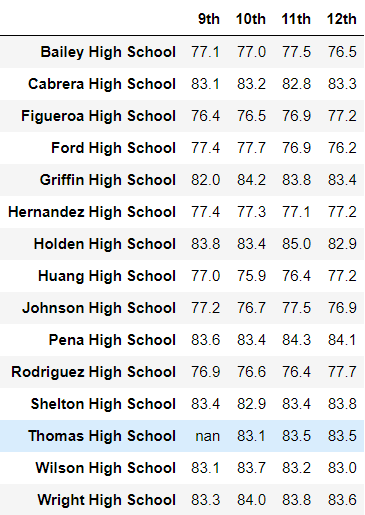 9th 10th 11th 12th
Bailey High School 77.1 77.0 77.5 76.5
Cabrera High School 83.1 83.2 82.8 83.3
Figueroa High School 76.4 76.5 76.9 77.2
Ford High School 77.4 77.7 76.9 76.2
Griffin High School 82.0 84.2 83.8 83.4
Hernandez High School 77.4 77.3 77.1 77.2
Holden High School 83.8 83.4 85.0 82.9
Huang High School 77.0 75.9 76.4 77.2
Johnson High School 77.2 76.7 77.5 76.9
Pena High School 83.6 83.4 84.3 84.1
Rodriguez High School 76.9 76.6 76.4 77.7
Shelton High School 83.4 82.9 83.4 83.8
Thomas High School nan 83.1 83.5 83.5
Wilson High School 83.1 83.7 83.2 83.0
Wright High School 83.3 84.0 83.8 83.6